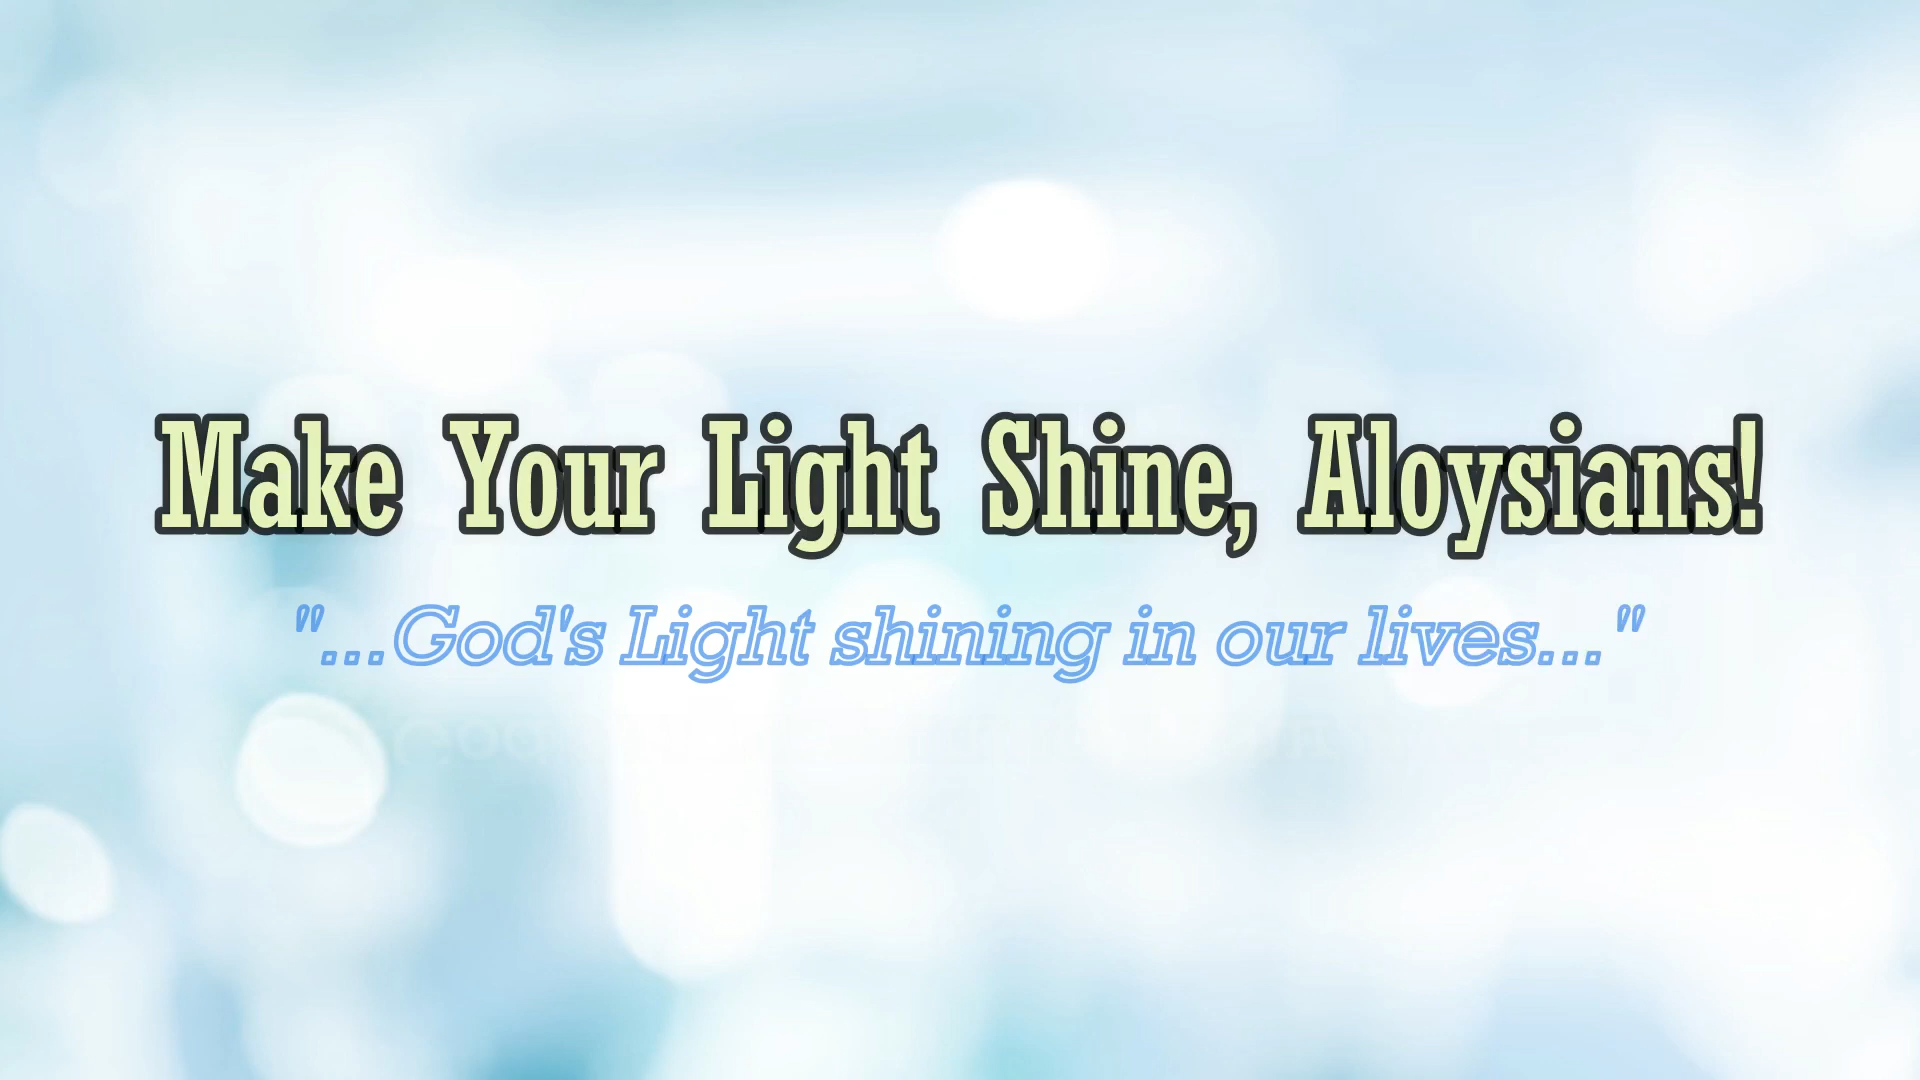 Make Your Light Shine, Aloysians!
"...God's Light shining in our lives..."